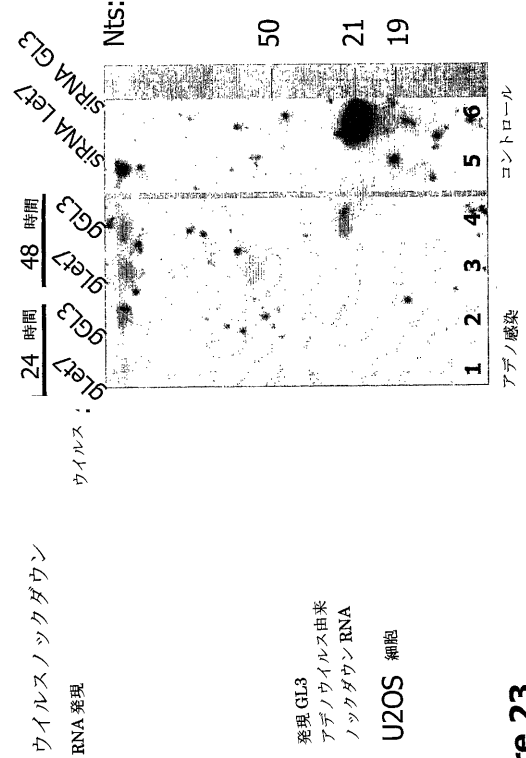 ウイルスノックダウン
RNA 発現
ウイルス :
24 時間
48 時間
gLet7
gGL3
gLet7
gGL3
siRNA Let7
siRNA GL3
Nts:
50
21
19
1 2 3 4 5 6
アデノ感染
コントロール
発現 GL3
アデノウイルス由来
ノックダウン RNA
U2OS 細胞
re 23